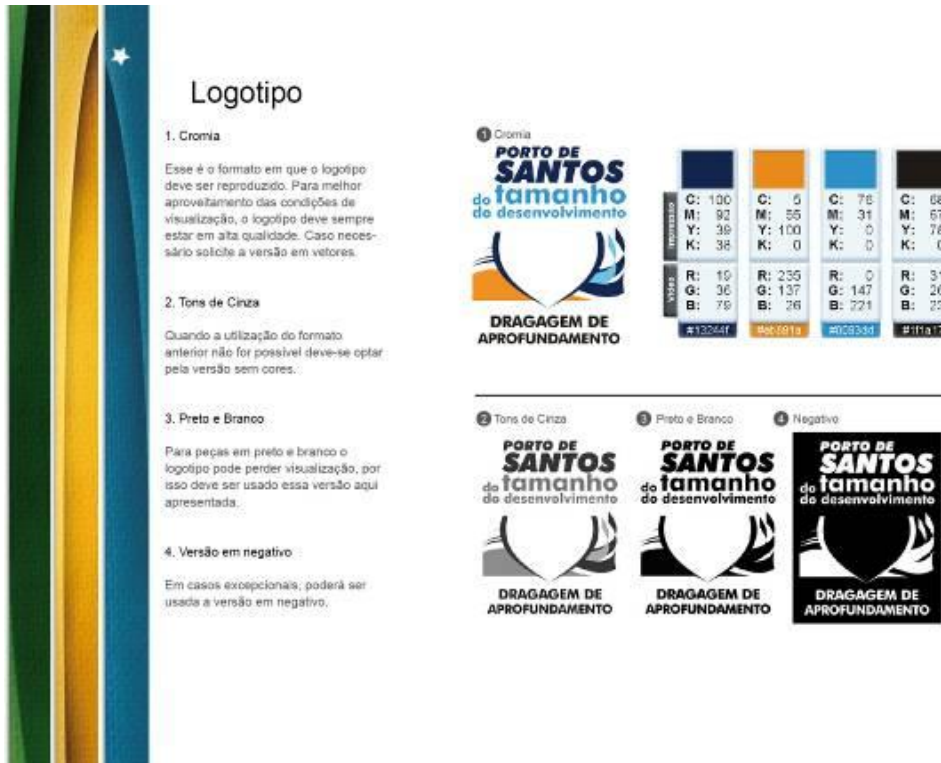 Logotipo
1. Cromia
Esse é o formato em que o logotipo
deve ser reproduzido. Para melhor
aproveitamento das condições de
visualização, o logotipo deve sempre
estar em alta qualidade. Caso neces-
sário solicite a versão em vetores.
2. Tons de Cinza
Quando a utilização do formato
anterior não for possível deve-se optar
pela versão sem cores.
3. Preto e Branco
Para peças em preto e branco o
logotipo pode perder visualização, por
isso deve ser usado essa versão aqui
apresentada.
4. Versão em negativo
Em casos excepcionais, poderá ser
usada a versão em negativo.
1 Cromia
PORTO DE
SANTOS
do tamanho
do desenvolvimento
DRAGAGEM DE
APROFUNDAMENTO
Impressão
C: 100
M: 92
Y: 39
K: 38
Vídeo
R: 19
G: 36
B: 79
#13244f
C: 5
M: 55
Y: 100
K: 0
R: 235
G: 137
B: 26
#eb891a
C: 76
M: 31
Y: 0
K: 0
R: 0
G: 147
B: 221
#0093dd
C:
M:
Y:
K:
R:
G:
B:
2 Tons de Cinza
PORTO DE
SANTOS
do tamanho
do desenvolvimento
DRAGAGEM DE
APROFUNDAMENTO
3 Preto e Branco
PORTO DE
SANTOS
do tamanho
do desenvolvimento
DRAGAGEM DE
APROFUNDAMENTO
4 Negativo
PORTO DE
SANTOS
do tamanho
do desenvolvimento
DRAGAGEM DE
APROFUNDAMENTO